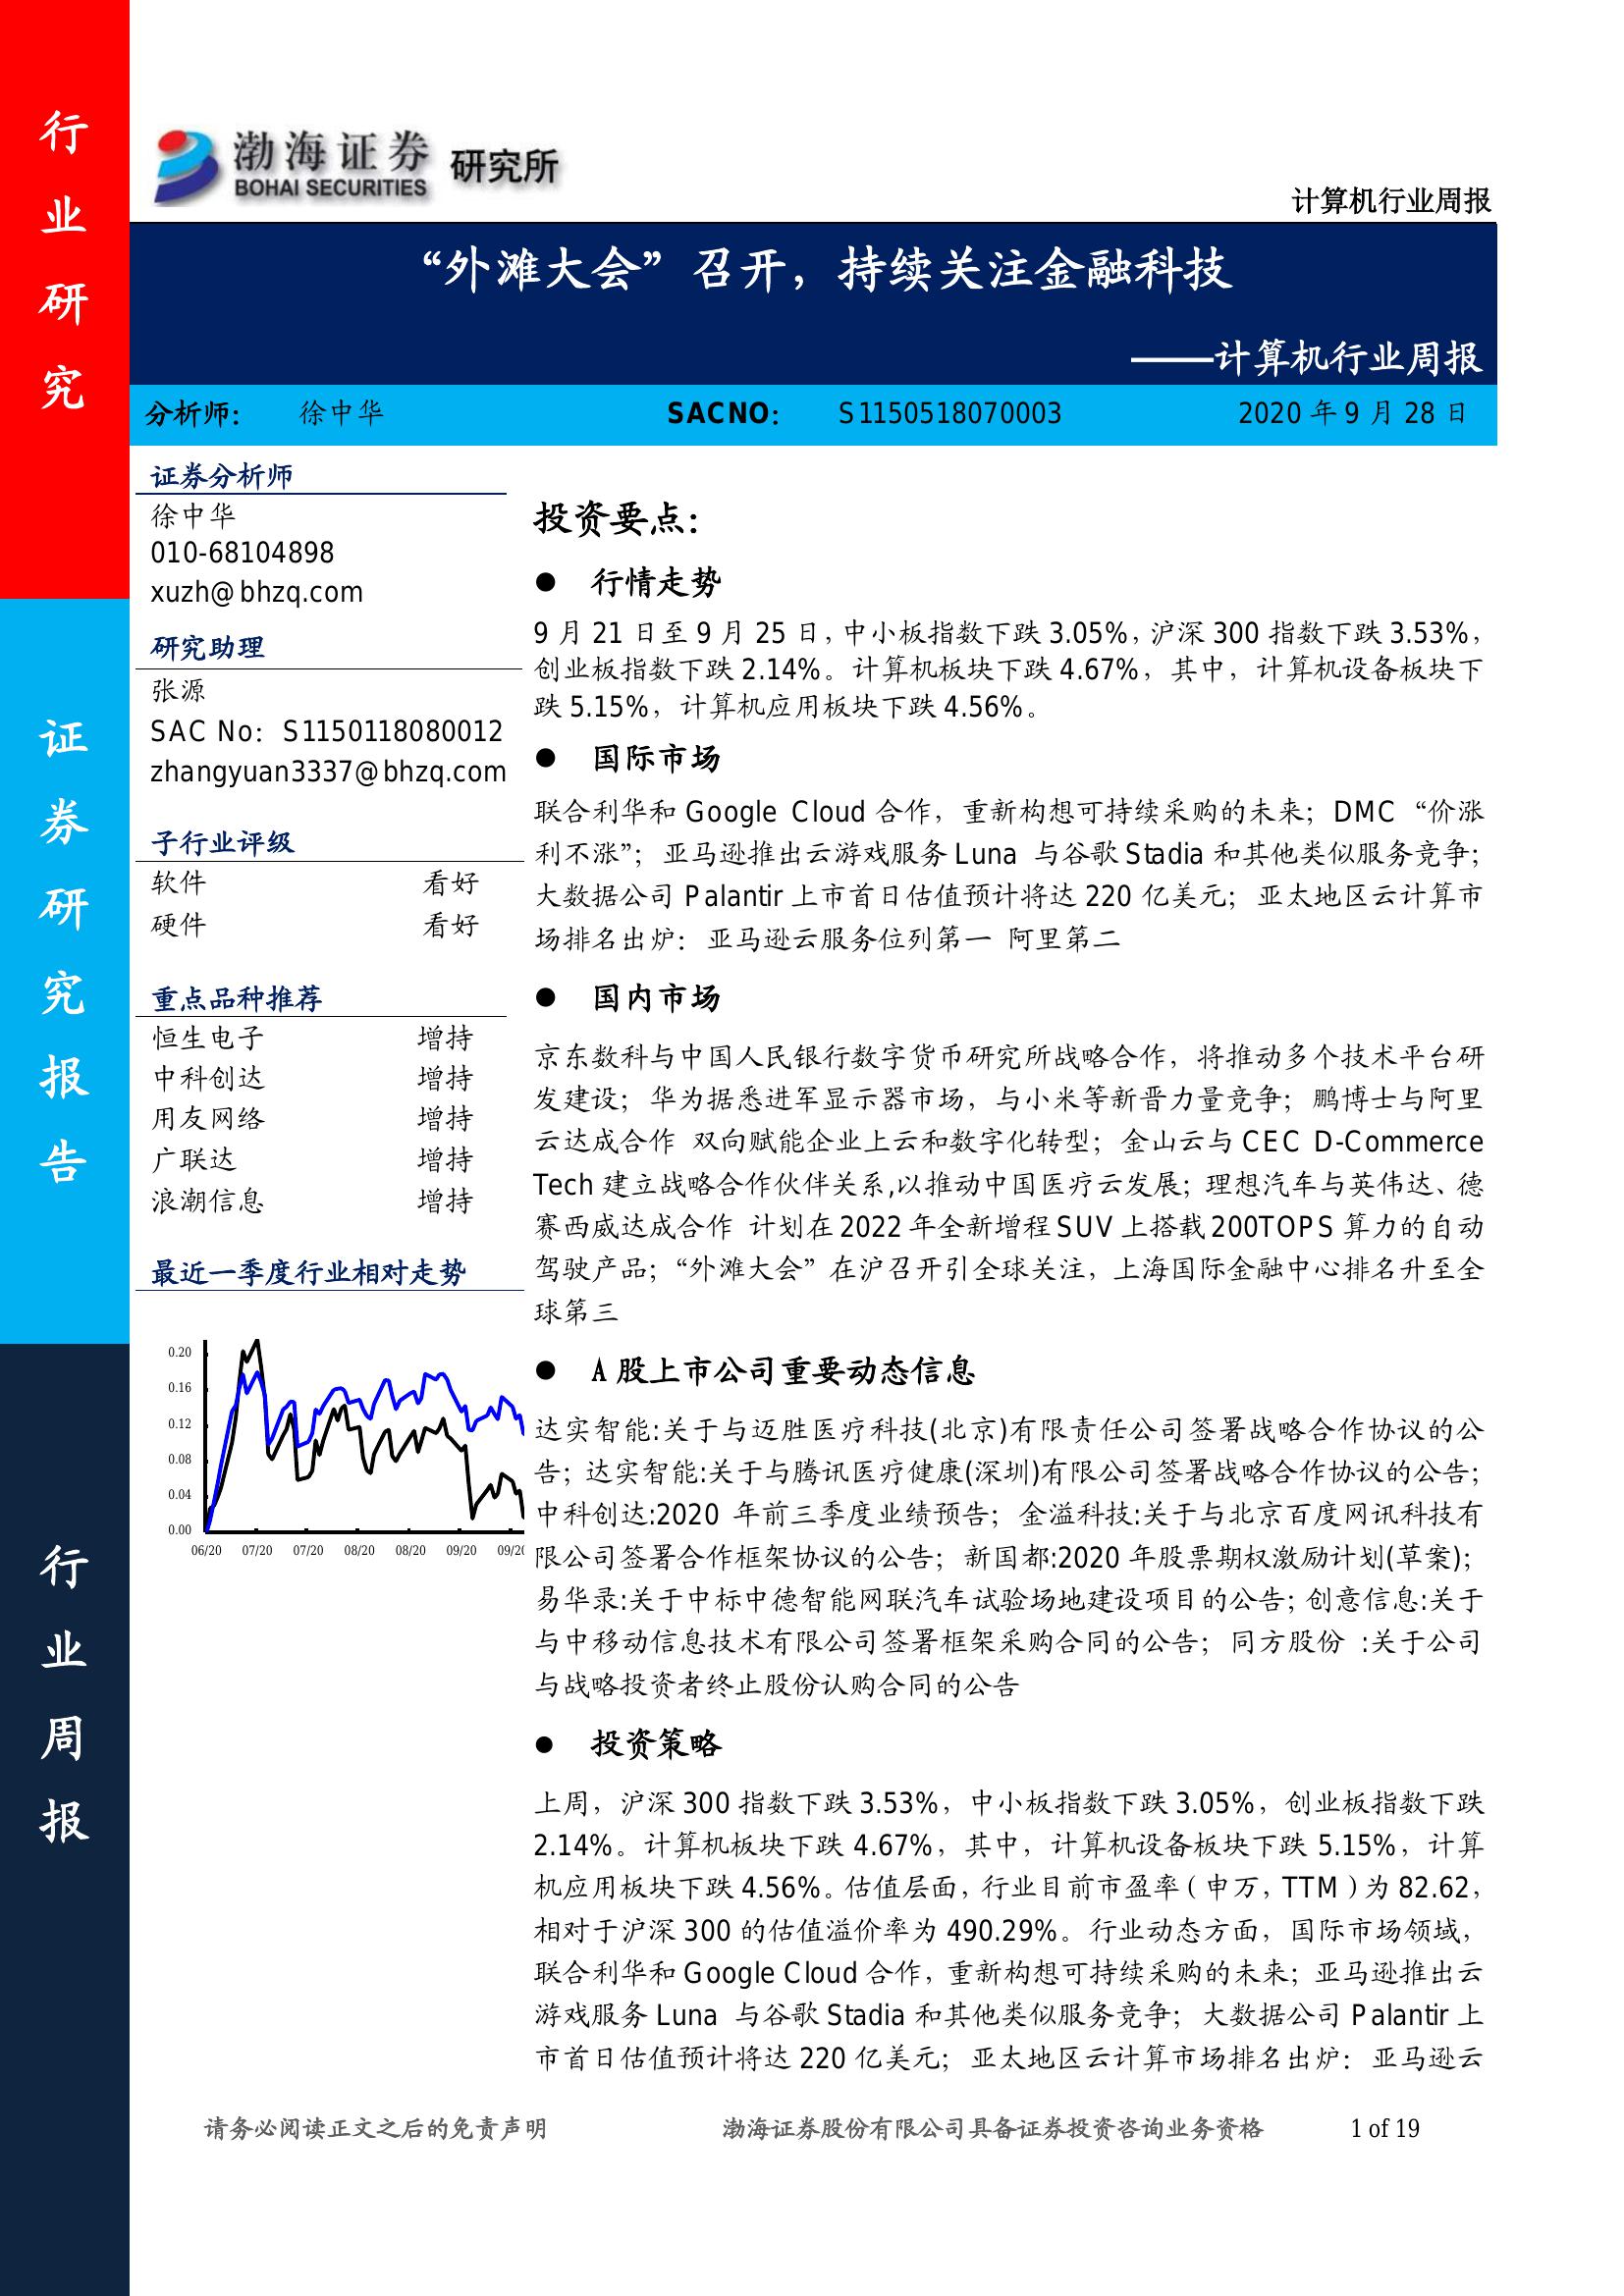 行业研究
证券研究报告
行业周报
渤海证券 研究所
BOHAI SECURITIES
计算机行业周报
“外滩大会”召开，持续关注金融科技
——计算机行业周报
分析师： 徐中华 SACNO： S1150518070003 2020 年 9 月 28 日
证券分析师
徐中华
010-68104898
xuzh@bhzq.com
研究助理
张源
SAC No：S1150118080012
zhangyuan3337@bhzq.com
子行业评级
软件 看好
硬件 看好
重点品种推荐
恒生电子 增持
中科创达 增持
用友网络 增持
广联达 增持
浪潮信息 增持
最近一季度行业相对走势
0.20
0.16
0.12
0.08
0.04
0.00
06/20 07/20 07/20 08/20 08/20 09/20 09/20
投资要点：
● 行情走势
9 月 21 日至 9 月 25 日，中小板指数下跌 3.05%，沪深 300 指数下跌 3.53%，
创业板指数下跌 2.14%。计算机板块下跌 4.67%，其中，计算机设备板块下
跌 5.15%，计算机应用板块下跌 4.56%。
● 国际市场
联合利华和 Google Cloud 合作，重新构想可持续采购的未来；DMC “价涨
利不涨”；亚马逊推出云游戏服务 Luna 与谷歌 Stadia 和其他类似服务竞争；
大数据公司 Palantir 上市首日估值预计将达 220 亿美元；亚太地区云计算市
场排名出炉：亚马逊云服务位列第一 阿里第二
● 国内市场
京东数科与中国人民银行数字货币研究所战略合作，将推动多个技术平台研
发建设；华为据悉进军显示器市场，与小米等新晋力量竞争；鹏博士与阿里
云达成合作 双向赋能企业上云和数字化转型；金山云与 CEC D-Commerce
Tech 建立战略合作伙伴关系,以推动中国医疗云发展；理想汽车与英伟达、德
赛西威达成合作 计划在 2022 年全新增程 SUV 上搭载 200TOPS 算力的自动
驾驶产品；“外滩大会”在沪召开引全球关注，上海国际金融中心排名升至全
球第三
● A 股上市公司重要动态信息
达实智能:关于与迈胜医疗科技(北京)有限责任公司签署战略合作协议的公
告；达实智能:关于与腾讯医疗健康(深圳)有限公司签署战略合作协议的公告；
中科创达:2020 年前三季度业绩预告；金溢科技:关于与北京百度网讯科技有
限公司签署合作框架协议的公告；新国都:2020 年股票期权激励计划(草案)；
易华录:关于中标中德智能网联汽车试验场地建设项目的公告；创意信息:关于
与中移动信息技术有限公司签署框架采购合同的公告；同方股份 :关于公司
与战略投资者终止股份认购合同的公告
● 投资策略
上周，沪深 300 指数下跌 3.53%，中小板指数下跌 3.05%，创业板指数下跌
2.14%。计算机板块下跌 4.67%，其中，计算机设备板块下跌 5.15%，计算
机应用板块下跌 4.56%。估值层面，行业目前市盈率（申万，TTM）为 82.62，
相对于沪深 300 的估值溢价率为 490.29%。行业动态方面，国际市场领域，
联合利华和 Google Cloud 合作，重新构想可持续采购的未来；亚马逊推出云
游戏服务 Luna 与谷歌 Stadia 和其他类似服务竞争；大数据公司 Palantir 上
市首日估值预计将达 220 亿美元；亚太地区云计算市场排名出炉：亚马逊云
请务必阅读正文之后的免责声明 渤海证券股份有限公司具备证券投资咨询业务资格 1 of 19